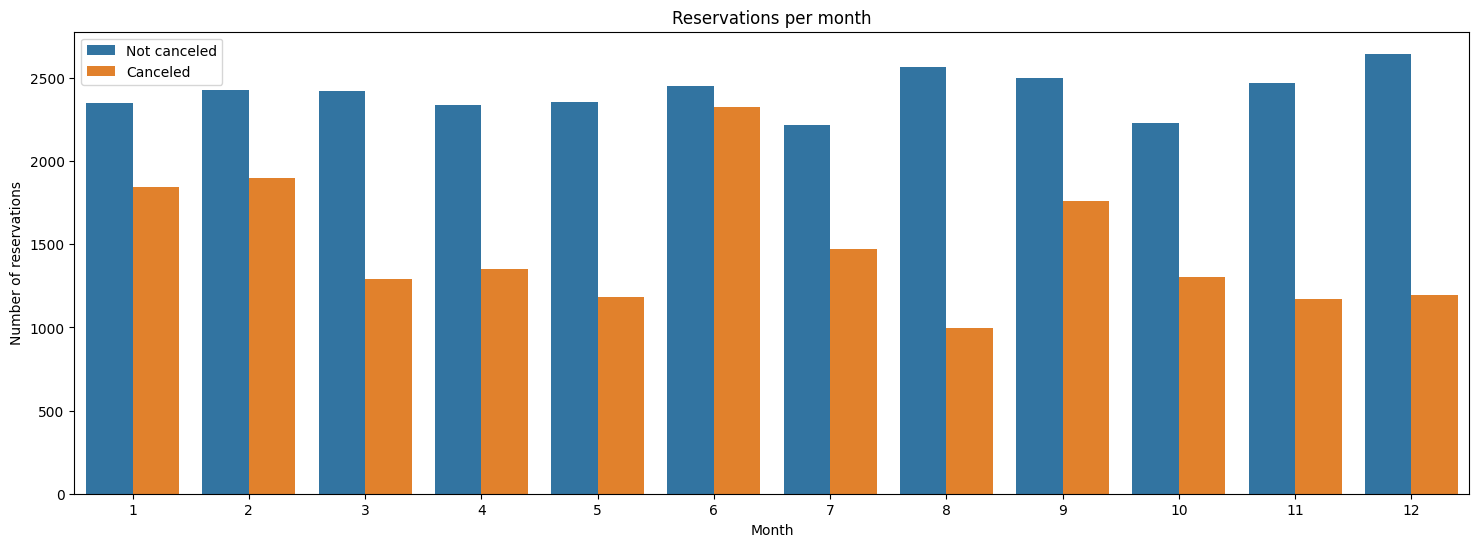 Reservations per month
Not canceled
Canceled
Number of reservations
2500
2000
1500
1000
500
0
1 2 3 4 5 6 7 8 9 10 11 12
Month